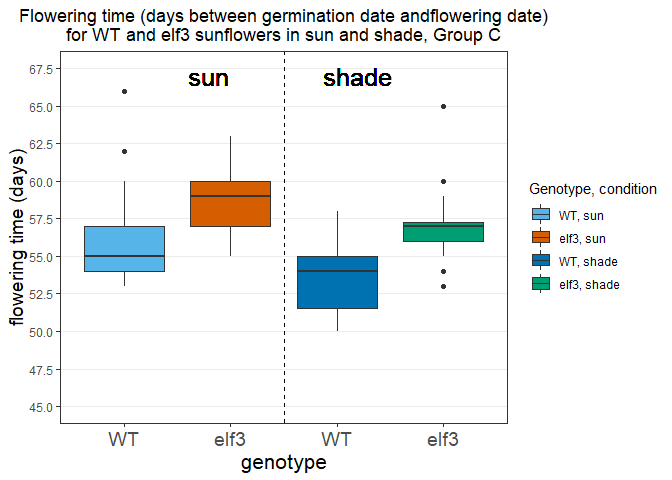 Flowering time (days between germination date andflowering date)
for WT and elf3 sunflowers in sun and shade, Group C
sun
shade
67.5
65.0
62.5
60.0
57.5
55.0
52.5
50.0
47.5
45.0
flowering time (days)
WT
elf3
WT
elf3
genotype
Genotype, condition
WT, sun
elf3, sun
WT, shade
elf3, shade